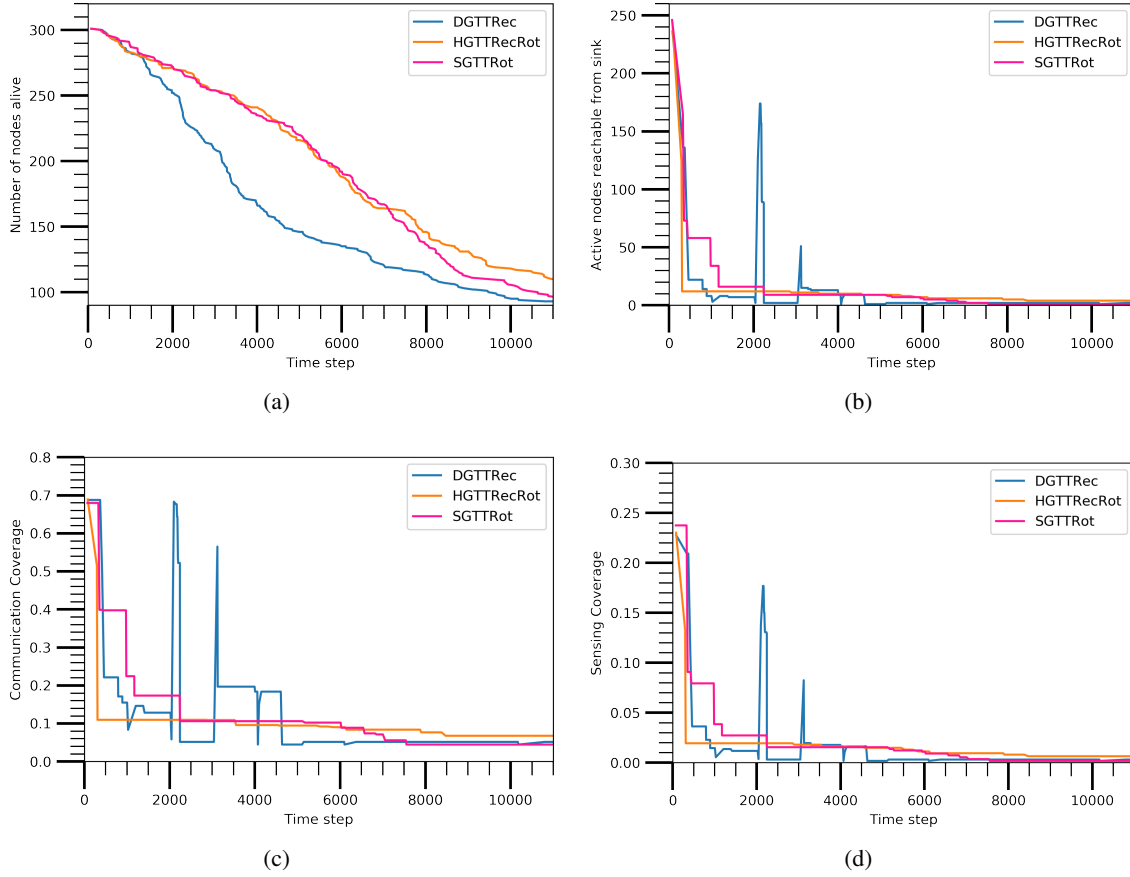 Number of nodes alive
300
250
200
150
100
DGTTRec
HGTTRecRot
SGTTRot
0 2000 4000 6000 8000 10000
Time step
(a)
Active nodes reachable from sink
250
200
150
100
50
0
DGTTRec
HGTTRecRot
SGTTRot
0 2000 4000 6000 8000 10000
Time step
(b)
Communication Coverage
0.8
0.7
0.6
0.5
0.4
0.3
0.2
0.1
0.0
DGTTRec
HGTTRecRot
SGTTRot
0 2000 4000 6000 8000 10000
Time step
(c)
Sensing Coverage
0.30
0.25
0.20
0.15
0.10
0.05
0.00
DGTTRec
HGTTRecRot
SGTTRot
0 2000 4000 6000 8000 10000
Time step
(d)